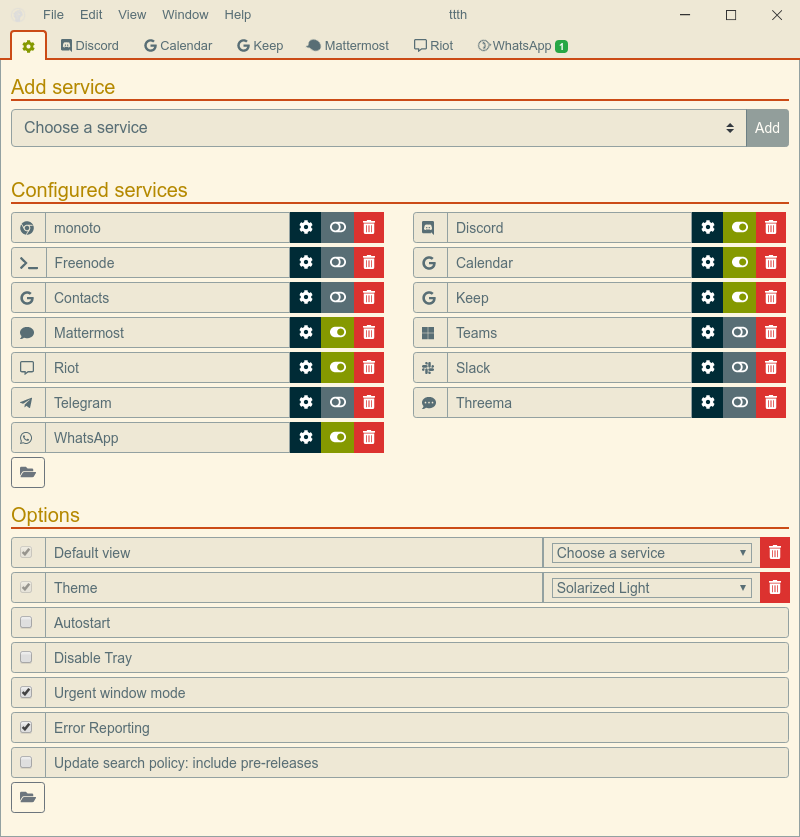 File Edit View Window Help ttth
Discord Calendar Keep Mattermost Riot WhatsApp 1
Add service
Choose a service Add
Configured services
monoto Discord
Freenode Calendar
Contacts Keep
Mattermost Teams
Riot Slack
Telegram Threema
WhatsApp
Options
Default view Choose a service
Theme Solarized Light
Autostart
Disable Tray
Urgent window mode
Error Reporting
Update search policy: include pre-releases